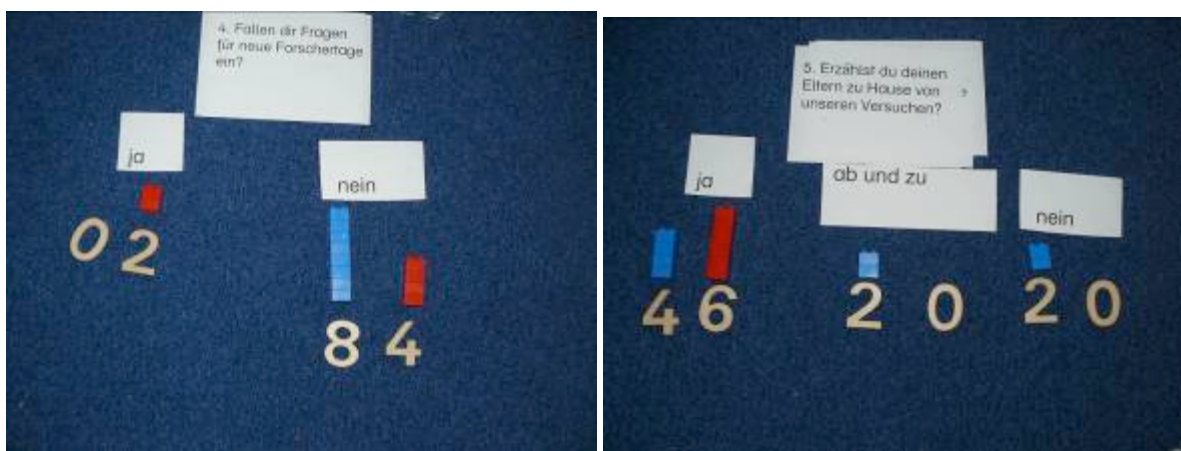 4. Fallen dir Fragen
für neue Forschertage
ein?
ja
nein
0 2
8 4
5. Erzählst du deinen
Eltern zu Hause von ?
unseren Versuchen?
ja
ab und zu
nein
4 6 2 0 2 0